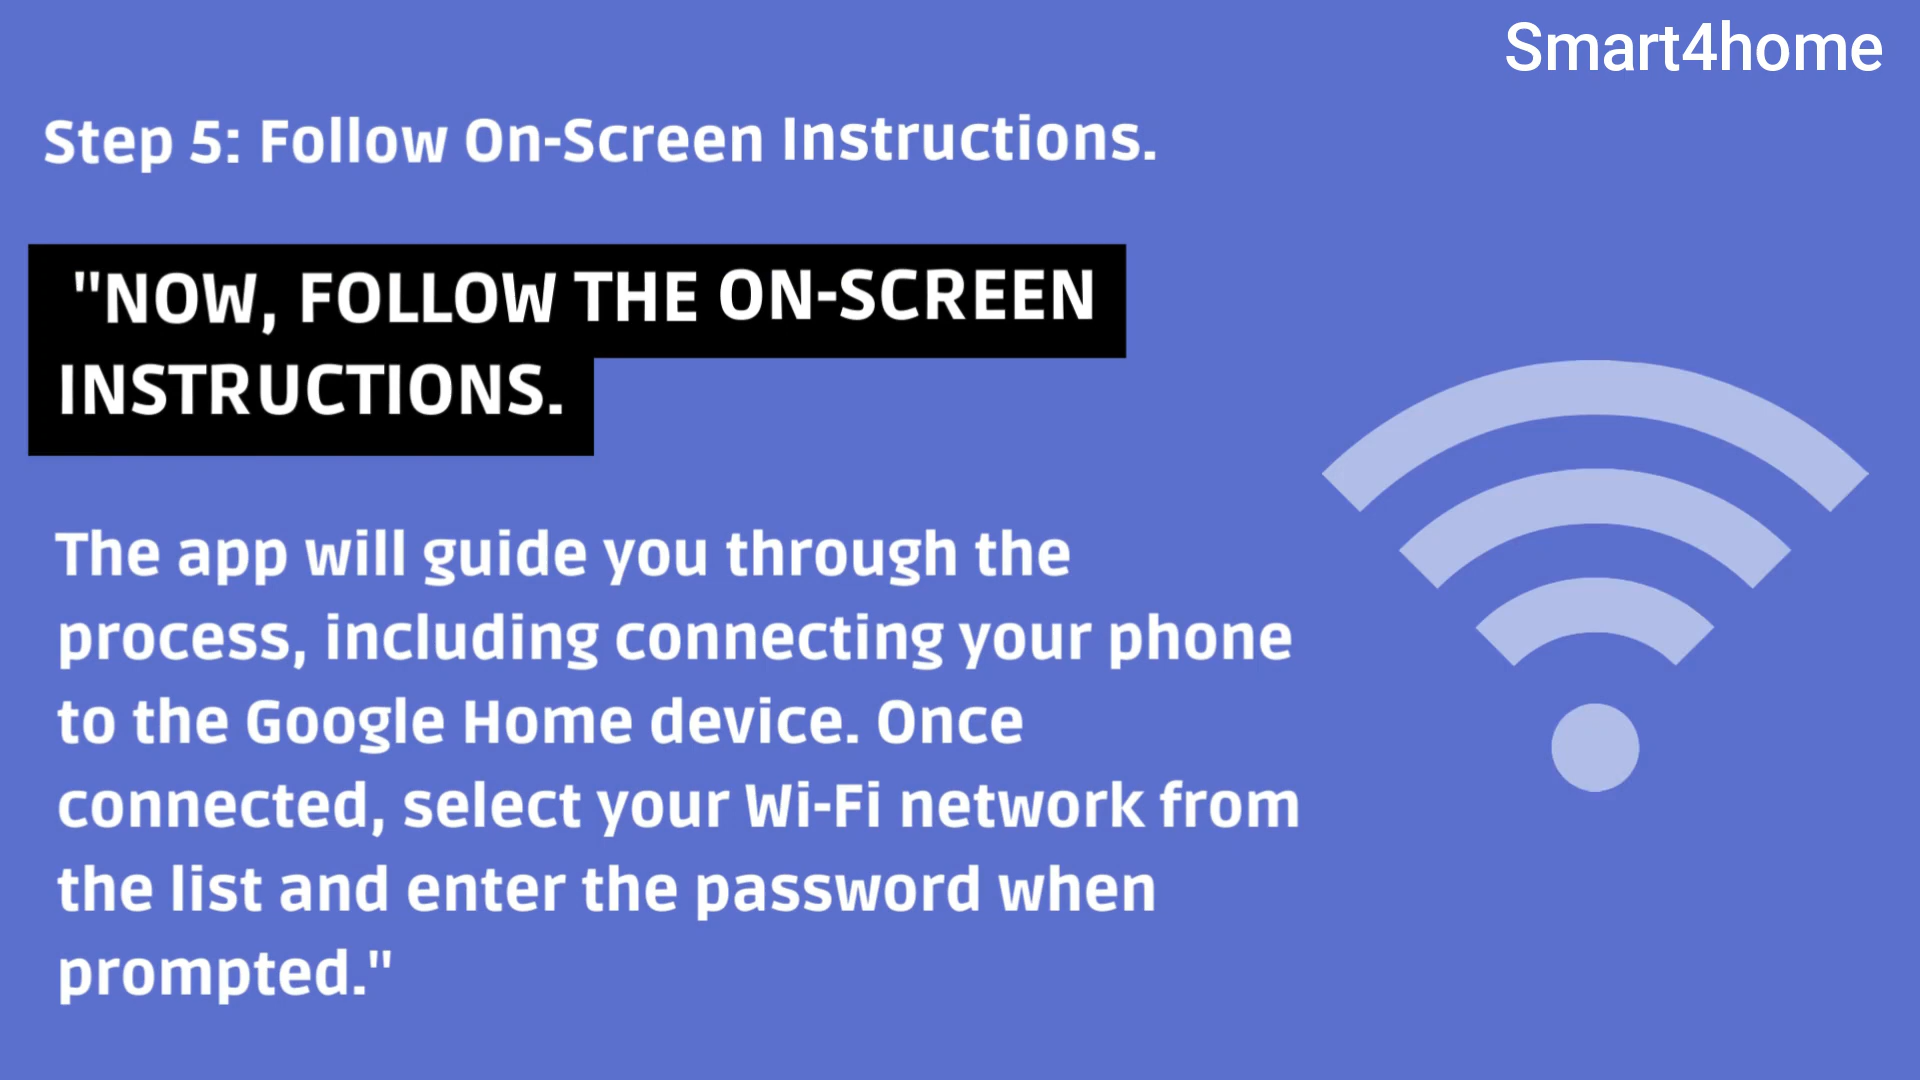 Smart4home
Step 5: Follow On-Screen Instructions.
"NOW, FOLLOW THE ON-SCREEN
INSTRUCTIONS.
The app will guide you through the
process, including connecting your phone
to the Google Home device. Once
connected, select your Wi-Fi network from
the list and enter the password when
prompted."